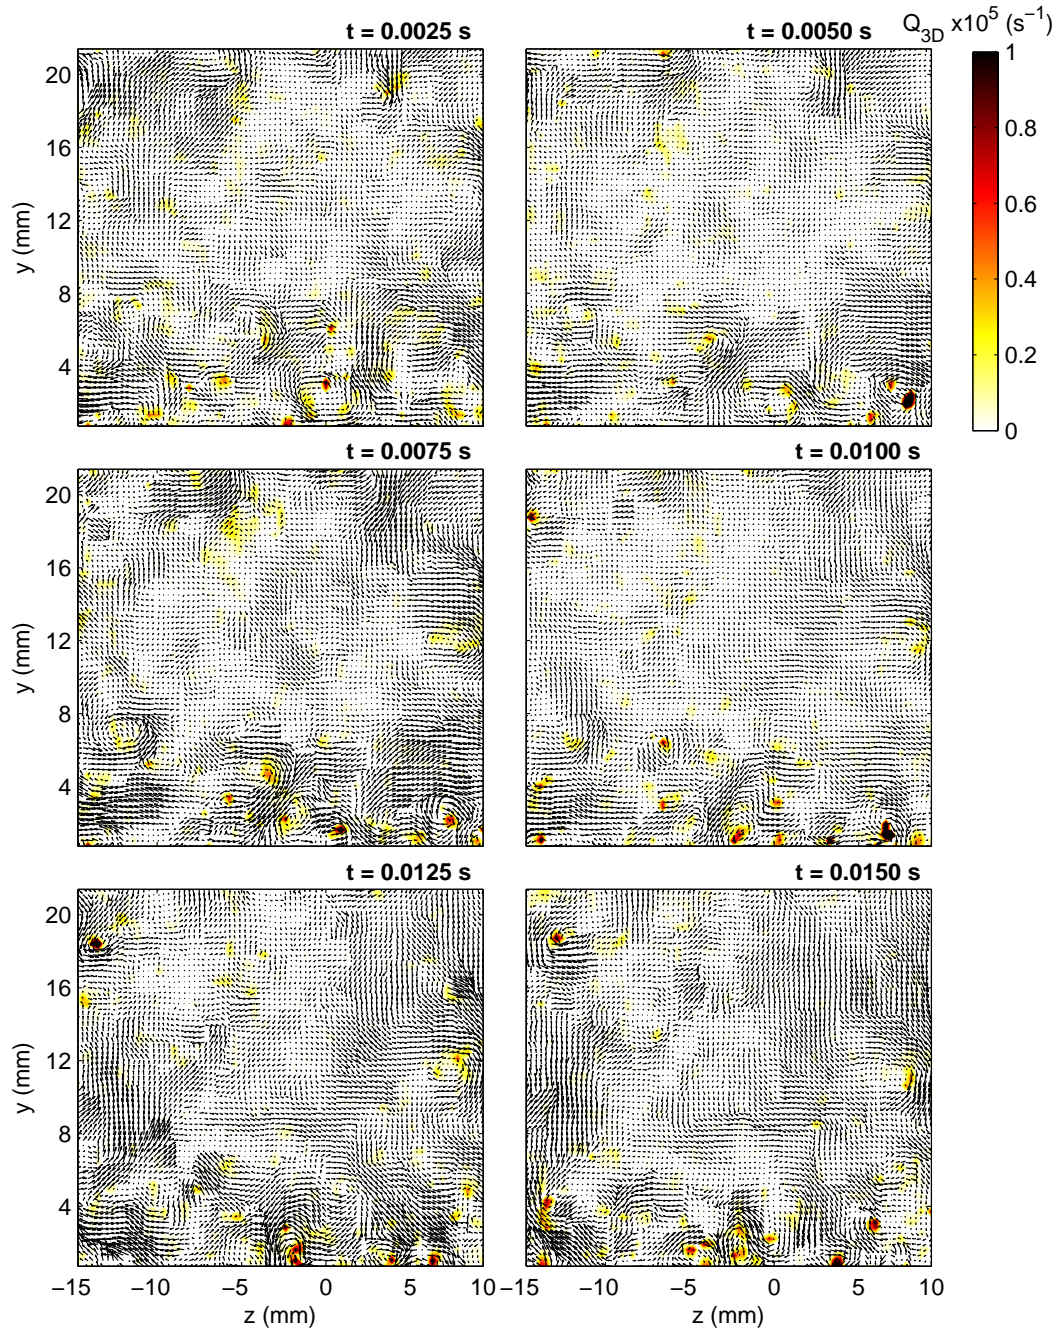 t = 0.0025 s
t = 0.0050 s
Q3D x10^5 (s^−1)
20
16
12
8
4
y (mm)
1
0.8
0.6
0.4
0.2
0
t = 0.0075 s
t = 0.0100 s
20
16
12
8
4
y (mm)
t = 0.0125 s
t = 0.0150 s
20
16
12
8
4
y (mm)
−15 −10 −5 0 5 10 −15 −10 −5 0 5 10
z (mm) z (mm)